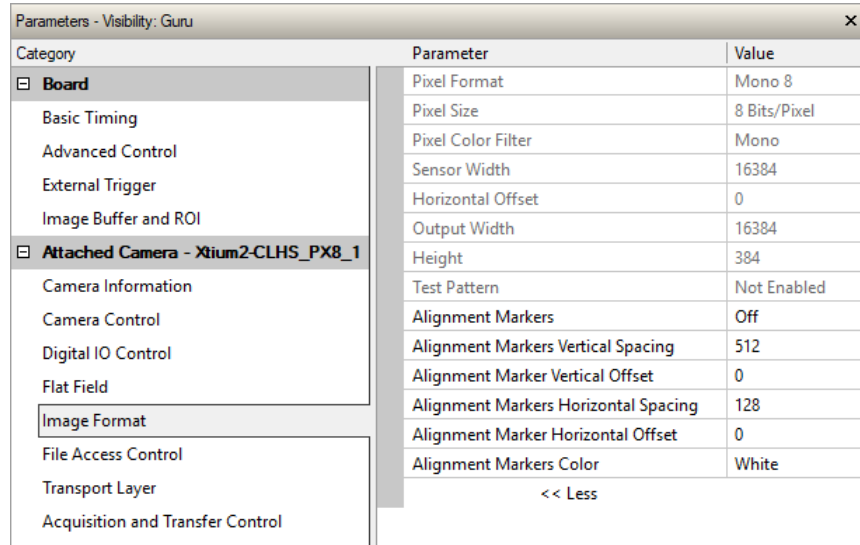 Parameters - Visibility: Guru
Category
Board
Basic Timing
Advanced Control
External Trigger
Image Buffer and ROI
Attached Camera - Xtium2-CLHS_PX8_1
Camera Information
Camera Control
Digital IO Control
Flat Field
Image Format
File Access Control
Transport Layer
Acquisition and Transfer Control
Parameter Value
Pixel Format Mono 8
Pixel Size 8 Bits/Pixel
Pixel Color Filter Mono
Sensor Width 16384
Horizontal Offset 0
Output Width 16384
Height 384
Test Pattern Not Enabled
Alignment Markers Off
Alignment Markers Vertical Spacing 512
Alignment Marker Vertical Offset 0
Alignment Markers Horizontal Spacing 128
Alignment Marker Horizontal Offset 0
Alignment Markers Color White
<< Less